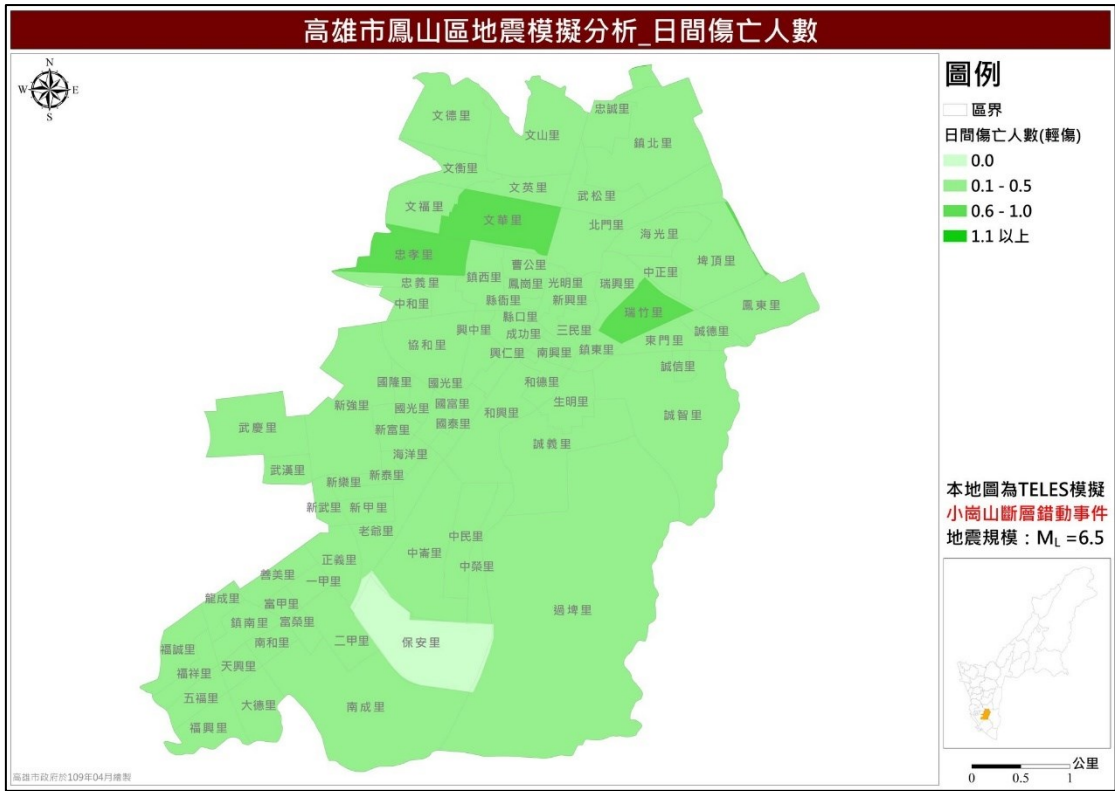 高雄市鳳山區地震模擬分析_日間傷亡人數
N
W E
S
圖例
區界
日間傷亡人數(輕傷)
0.0
0.1 - 0.5
0.6 - 1.0
1.1 以上
忠誠里
文德里
文山里
鎮北里
文衡里
文英里
武松里
文福里
文華里
北門里
海光里
忠孝里
曹公里
中正里
埤頂里
忠義里
鎮西里
鳳崗里
光明里
瑞興里
中和里
縣衙里
新興里
鳳東里
縣口里
瑞竹里
興中里
成功里
三民里
誠德里
協和里
東門里
興仁里
南興里
鎮東里
誠信里
國隆里
國光里
和德里
新強里
國光里
國富里
和興里
生明里
誠智里
武慶里
新富里
國泰里
誠義里
海洋里
武漢里
新樂里
新泰里
新武里
新甲里
老爺里
中民里
中崙里
正義里
中榮里
善美里
一甲里
龍成里
富甲里
過埤里
鎮南里
富榮里
福誠里
南和里
二甲里
保安里
福祥里
天興里
五福里
大德里
南成里
福興里
本地圖為TELES模擬
小崗山斷層錯動事件
地震規模：ML =6.5
公里
0 0.5 1
高雄市政府於109年04月繪製